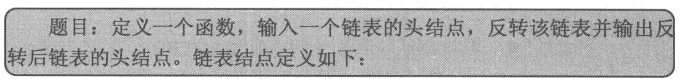 题目：定义一个函数，输入一个链表的头结点，反转该链表并输出反
转后链表的头结点。链表结点定义如下：